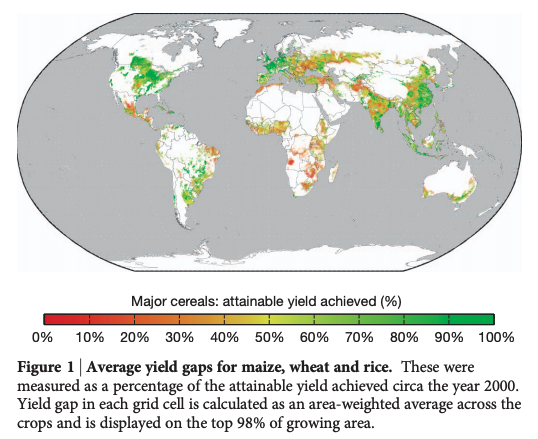 Major cereals: attainable yield achieved (%)
0% 10% 20% 30% 40% 50% 60% 70% 80% 90% 100%
Figure 1 | Average yield gaps for maize, wheat and rice. These were
measured as a percentage of the attainable yield achieved circa the year 2000.
Yield gap in each grid cell is calculated as an area-weighted average across the
crops and is displayed on the top 98% of growing area.